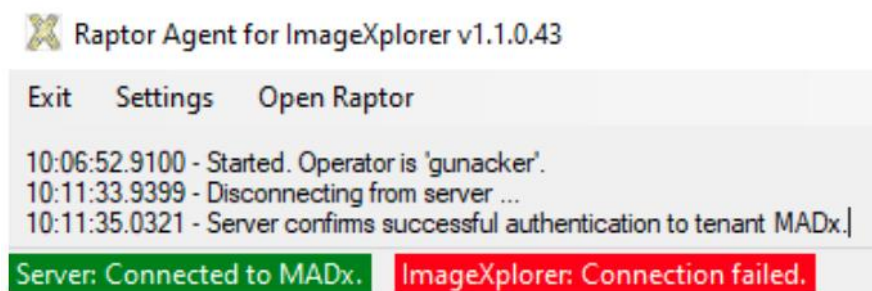 Raptor Agent for ImageXplorer v1.1.0.43
Exit Settings Open Raptor
10:06:52.9100 - Started. Operator is 'gunacker'.
10:11:33.9399 - Disconnecting from server ...
10:11:35.0321 - Server confirms successful authentication to tenant MADx.
Server: Connected to MADx. ImageXplorer: Connection failed.